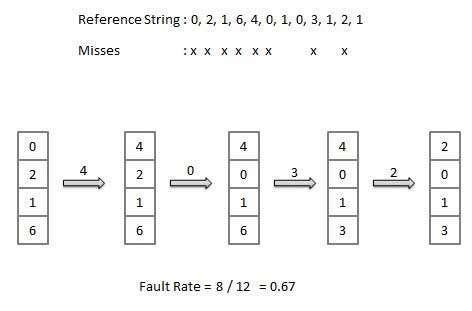 Reference String : 0, 2, 1, 6, 4, 0, 1, 0, 3, 1, 2, 1
Misses : x x x x x x x x
0 4 4 4 2
2 4 2 0 0 3 0 2 0
1 1 1 1 1
6 6 6 3 3
Fault Rate = 8 / 12 = 0.67